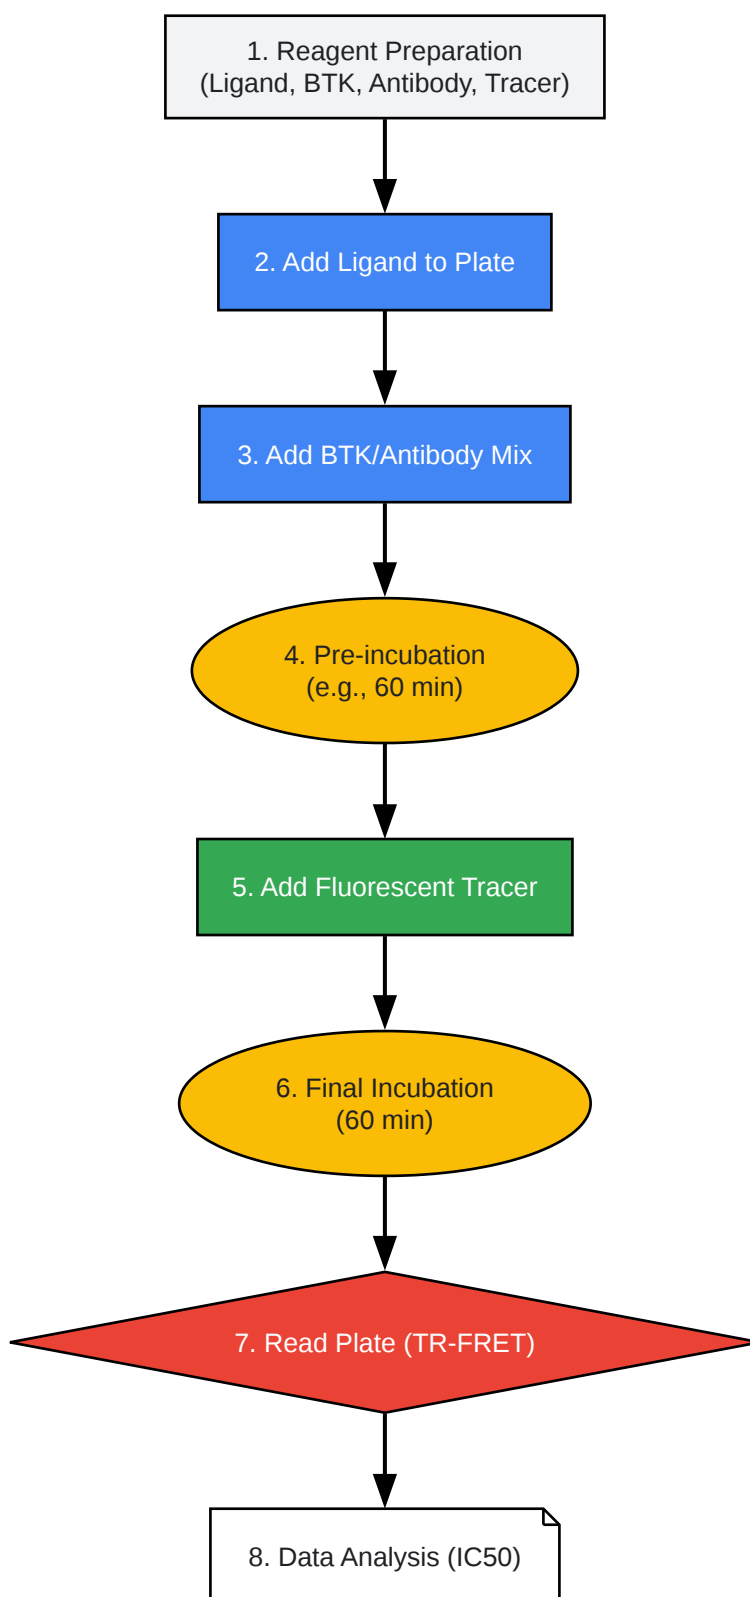 1. Reagent Preparation
(Ligand, BTK, Antibody, Tracer)
2. Add Ligand to Plate
3. Add BTK/Antibody Mix
4. Pre-incubation
(e.g., 60 min)
5. Add Fluorescent Tracer
6. Final Incubation
(60 min)
7. Read Plate (TR-FRET)
8. Data Analysis (IC50)